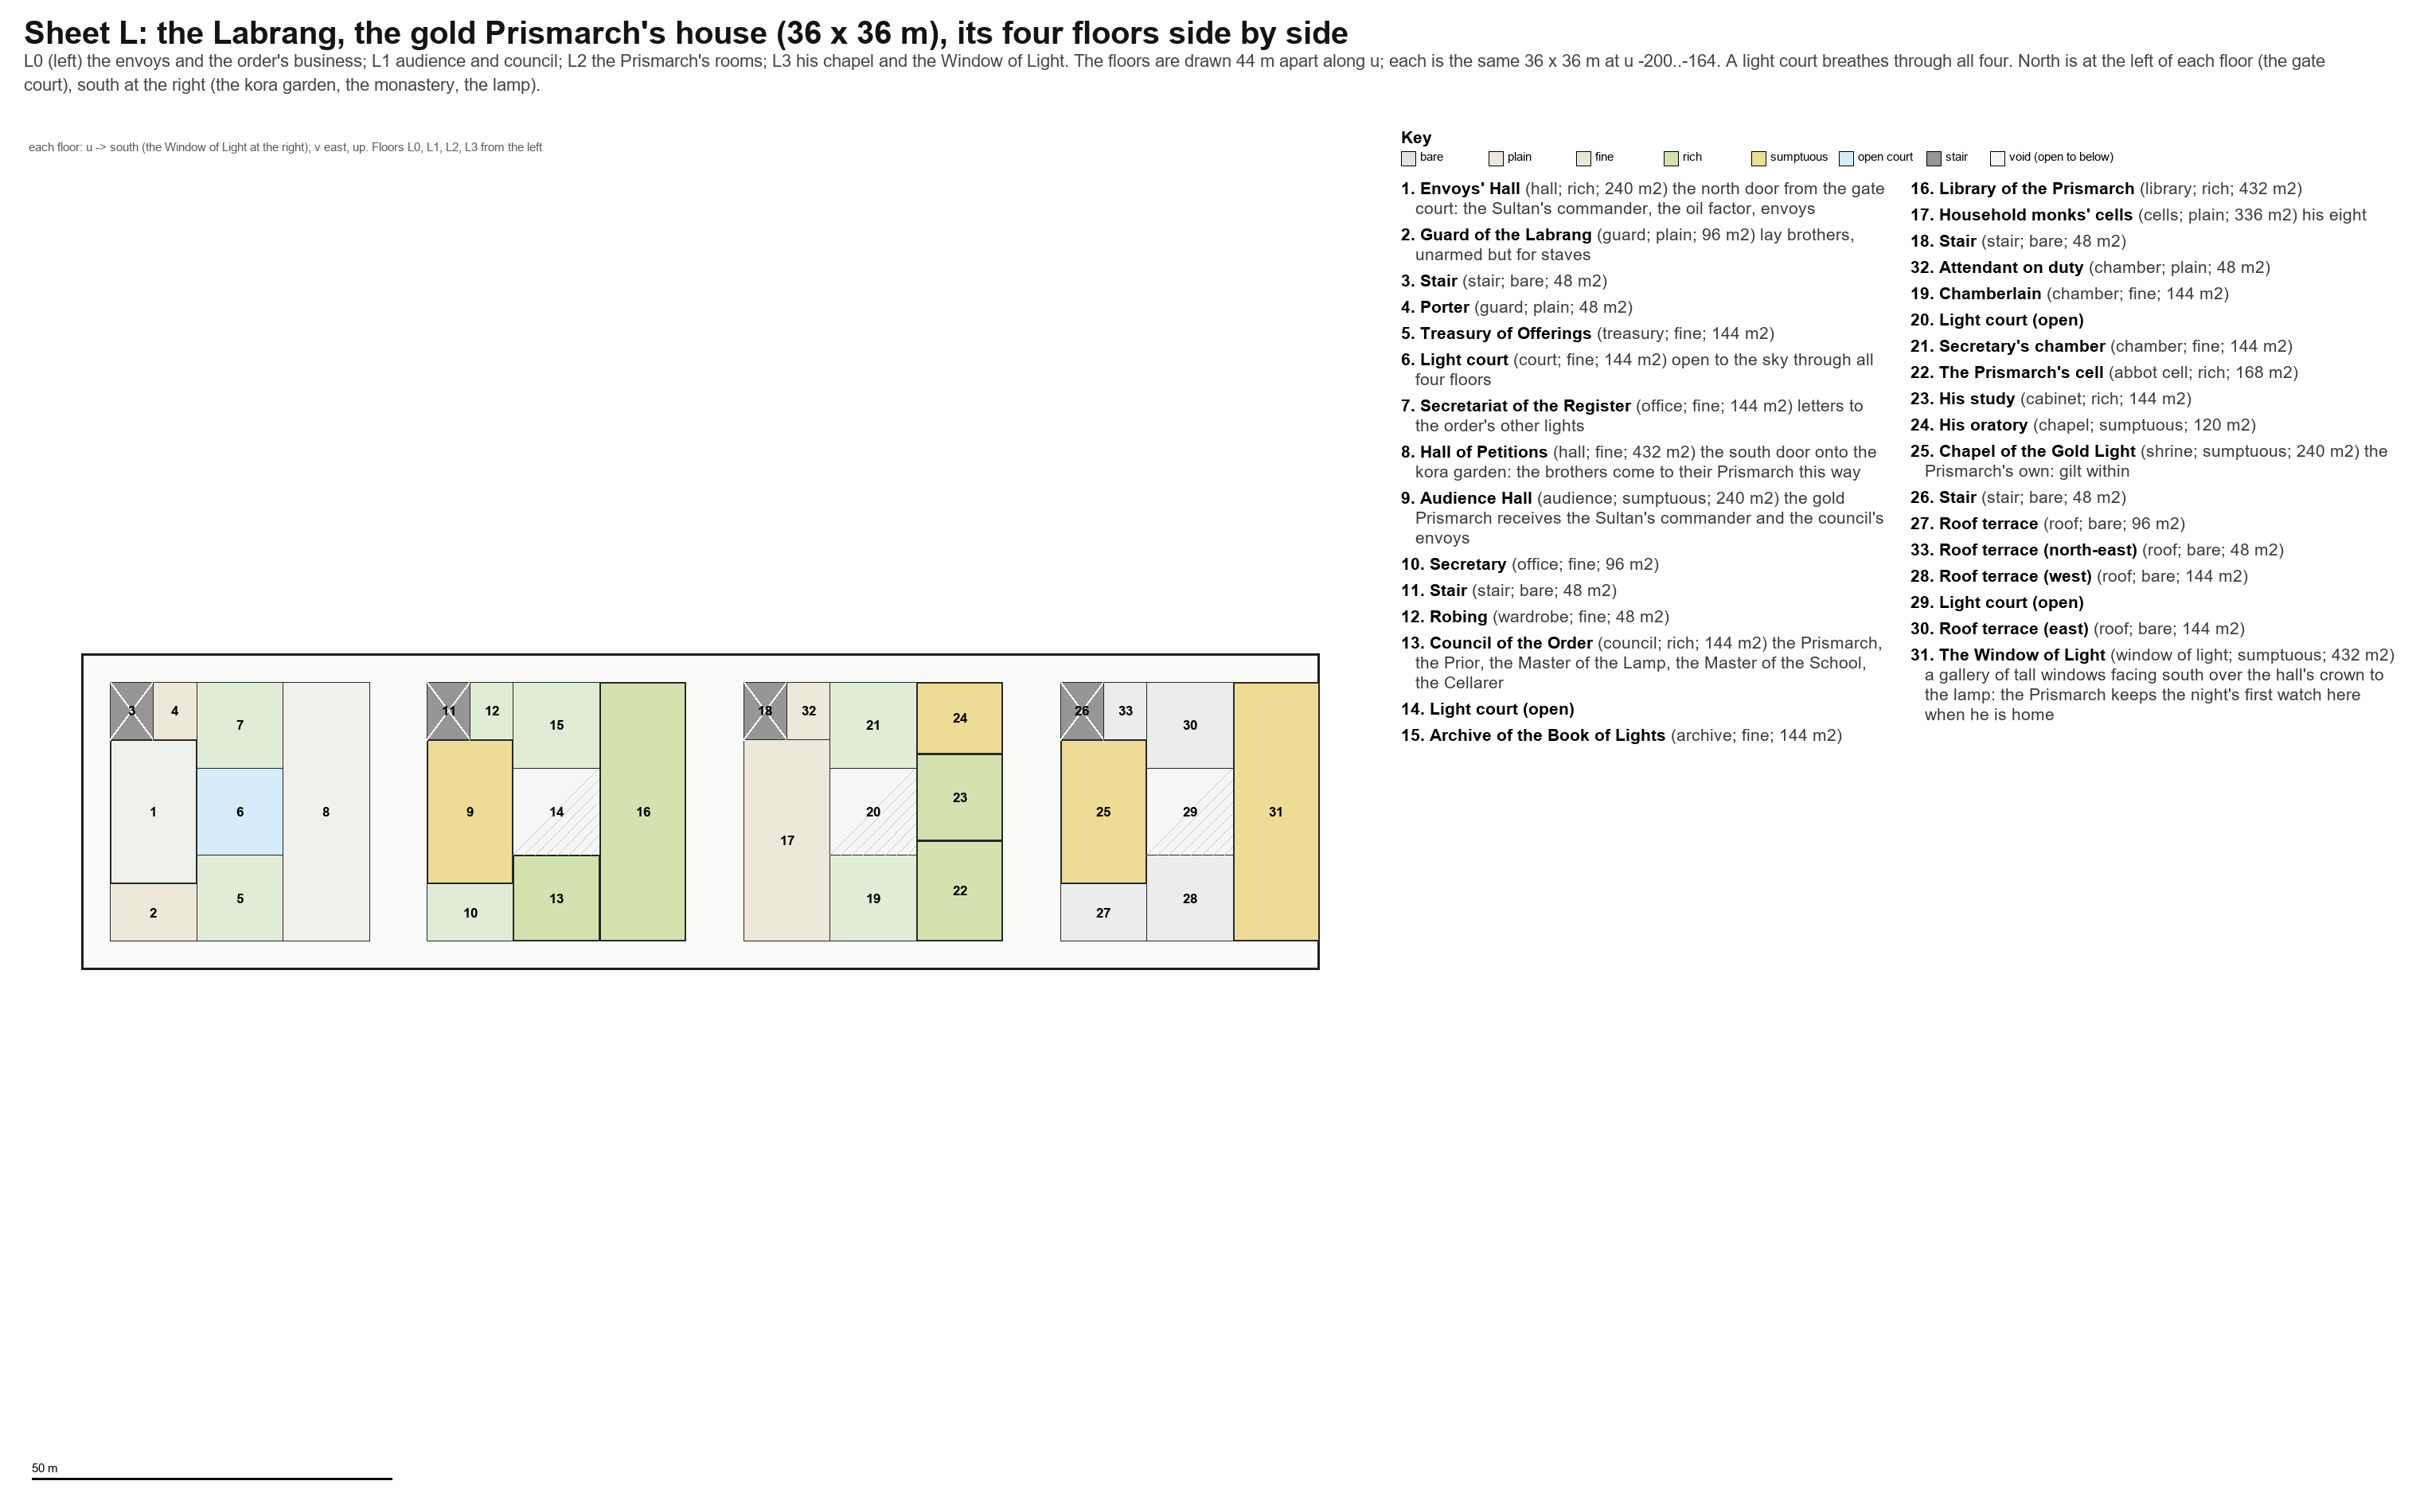 Sheet L: the Labrang, the gold Prismarch's house (36 x 36 m), its four floors side by side
L0 (left) the envoys and the order's business; L1 audience and council; L2 the Prismarch's rooms; L3 his chapel and the Window of Light. The floors are drawn 44 m apart along u; each is the same 36 x 36 m at u -200..-164. A light court breathes through all four. North is at the left of each floor (the gate
court), south at the right (the kora garden, the monastery, the lamp).
each floor: u -> south (the Window of Light at the right); v east, up. Floors L0, L1, L2, L3 from the left
3
4
7
1
6
8
2
5
11
12
15
9
14
16
10
13
18
32
21
24
17
20
23
19
22
26
33
30
25
29
31
27
28
50 m
Key
bare
plain
fine
rich
sumptuous
open court
stair
void (open to below)
1. Envoys' Hall (hall; rich; 240 m2) the north door from the gate
court: the Sultan's commander, the oil factor, envoys
2. Guard of the Labrang (guard; plain; 96 m2) lay brothers,
unarmed but for staves
3. Stair (stair; bare; 48 m2)
4. Porter (guard; plain; 48 m2)
5. Treasury of Offerings (treasury; fine; 144 m2)
6. Light court (court; fine; 144 m2) open to the sky through all
four floors
7. Secretariat of the Register (office; fine; 144 m2) letters to
the order's other lights
8. Hall of Petitions (hall; fine; 432 m2) the south door onto the
kora garden: the brothers come to their Prismarch this way
9. Audience Hall (audience; sumptuous; 240 m2) the gold
Prismarch receives the Sultan's commander and the council's
envoys
10. Secretary (office; fine; 96 m2)
11. Stair (stair; bare; 48 m2)
12. Robing (wardrobe; fine; 48 m2)
13. Council of the Order (council; rich; 144 m2) the Prismarch,
the Prior, the Master of the Lamp, the Master of the School,
the Cellarer
14. Light court (open)
15. Archive of the Book of Lights (archive; fine; 144 m2)
16. Library of the Prismarch (library; rich; 432 m2)
17. Household monks' cells (cells; plain; 336 m2) his eight
18. Stair (stair; bare; 48 m2)
32. Attendant on duty (chamber; plain; 48 m2)
19. Chamberlain (chamber; fine; 144 m2)
20. Light court (open)
21. Secretary's chamber (chamber; fine; 144 m2)
22. The Prismarch's cell (abbot cell; rich; 168 m2)
23. His study (cabinet; rich; 144 m2)
24. His oratory (chapel; sumptuous; 120 m2)
25. Chapel of the Gold Light (shrine; sumptuous; 240 m2) the
Prismarch's own: gilt within
26. Stair (stair; bare; 48 m2)
27. Roof terrace (roof; bare; 96 m2)
33. Roof terrace (north-east) (roof; bare; 48 m2)
28. Roof terrace (west) (roof; bare; 144 m2)
29. Light court (open)
30. Roof terrace (east) (roof; bare; 144 m2)
31. The Window of Light (window of light; sumptuous; 432 m2)
a gallery of tall windows facing south over the hall's crown to
the lamp: the Prismarch keeps the night's first watch here
when he is home